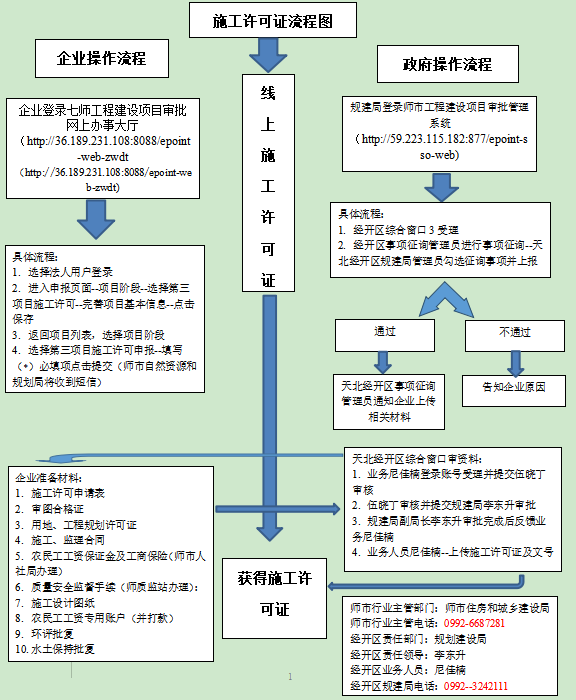 施工许可证流程图
企业操作流程
政府操作流程
企业登录七师工程建设项目审批
网上办事大厅
（http://36.189.231.108:8088/epoint
-web-zwdt
（http://36.189.231.108:8088/epoint-we
b-zwdt)
线
上
施
工
许
可
证
规建局登录师市工程建设项目审批管理
系统
（http://59.223.115.182:877/epoint-s
so-web)
具体流程：
1. 选择法人用户登录
2. 进入申报页面--项目阶段--选择第三
项目施工许可--完善项目基本信息--点击
保存
3. 返回项目列表，选择项目阶段
4. 选择第三项目施工许可申报--填写
（*）必填项点击提交（师市自然资源和
规划局将收到短信）
具体流程：
1. 经开区综合窗口3受理
2. 经开区事项征询管理员进行事项征询--天
北经开区规建局管理员勾选征询事项并上报
通过
不通过
天北经开区事项征询
管理员通知企业上传
相关材料
告知企业原因
企业准备材料：
1. 施工许可申请表
2. 审图合格证
3. 用地、工程规划许可证
4. 施工、监理合同
5. 农民工工资保证金及工商保险（师市人
社局办理）
6. 质量安全监督手续（师质监站办理）；
7. 施工设计图纸
8. 农民工工资专用账户（并打款）
9. 环评批复
10. 水土保持批复
天北经开区综合窗口审资料：
1. 业务尼佳楠登录账号受理并提交伍晓丁
审核
2. 伍晓丁审核并提交规建局李东升审批
3. 规建局副局长李东升审批完成后反馈业
务尼佳楠
4. 业务人员尼佳楠--上传施工许可证及文号
获得施工许
可证
师市行业主管部门：师市住房和城乡建设局
师市行业主管电话：0992-6687281
经开区责任部门：规划建设局
经开区责任领导：李东升
经开区业务人员：尼佳楠
经开区规建局电话：0992--3242111
1